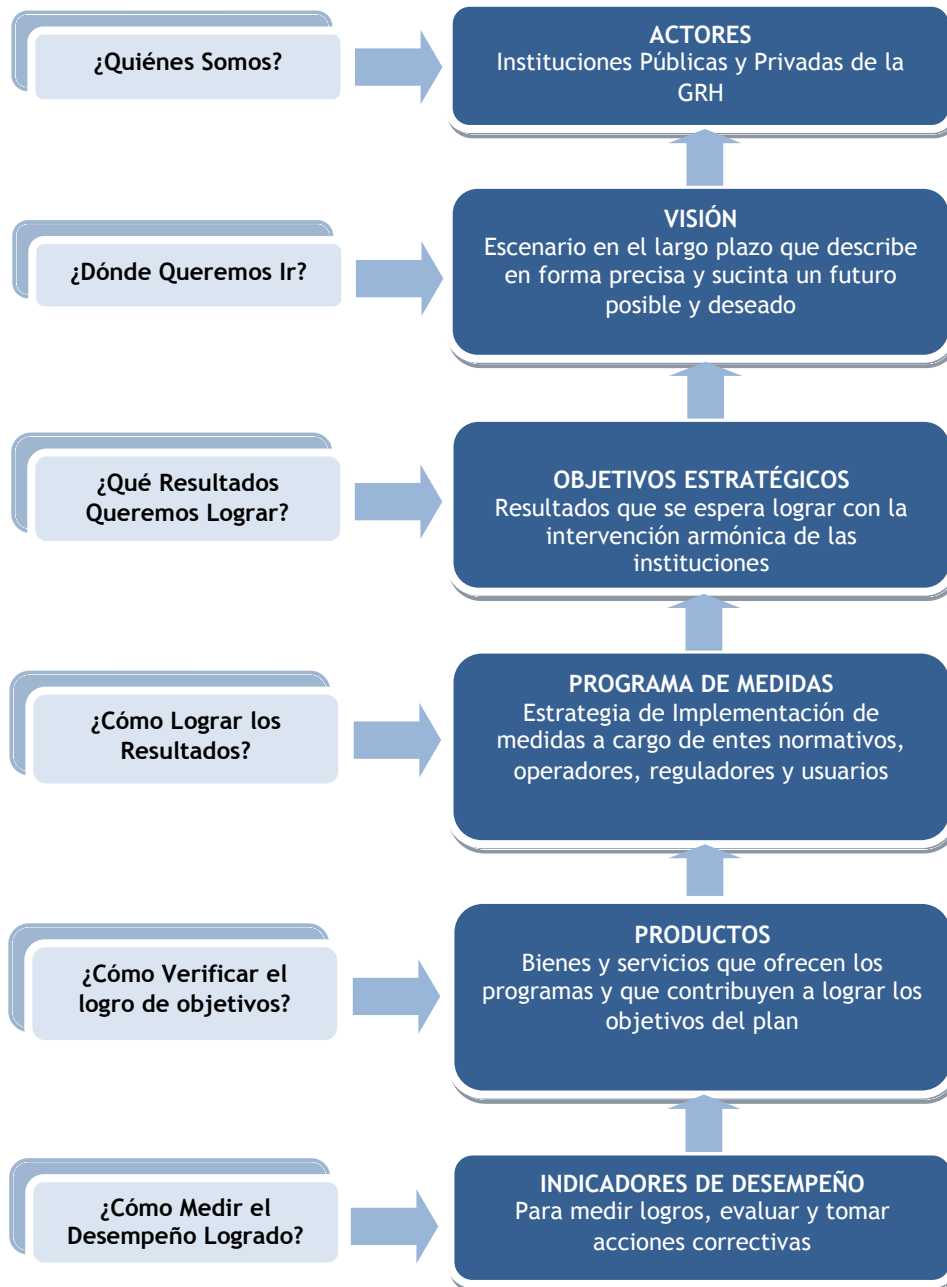 ¿Quiénes Somos?
ACTORES
Instituciones Públicas y Privadas de la
GRH
¿Dónde Queremos Ir?
VISIÓN
Escenario en el largo plazo que describe
en forma precisa y sucinta un futuro
posible y deseado
¿Qué Resultados
Queremos Lograr?
OBJETIVOS ESTRATÉGICOS
Resultados que se espera lograr con la
intervención armónica de las
instituciones
¿Cómo Lograr los
Resultados?
PROGRAMA DE MEDIDAS
Estrategia de Implementación de
medidas a cargo de entes normativos,
operadores, reguladores y usuarios
¿Cómo Verificar el
logro de objetivos?
PRODUCTOS
Bienes y servicios que ofrecen los
programas y que contribuyen a lograr los
objetivos del plan
¿Cómo Medir el
Desempeño Logrado?
INDICADORES DE DESEMPEÑO
Para medir logros, evaluar y tomar
acciones correctivas